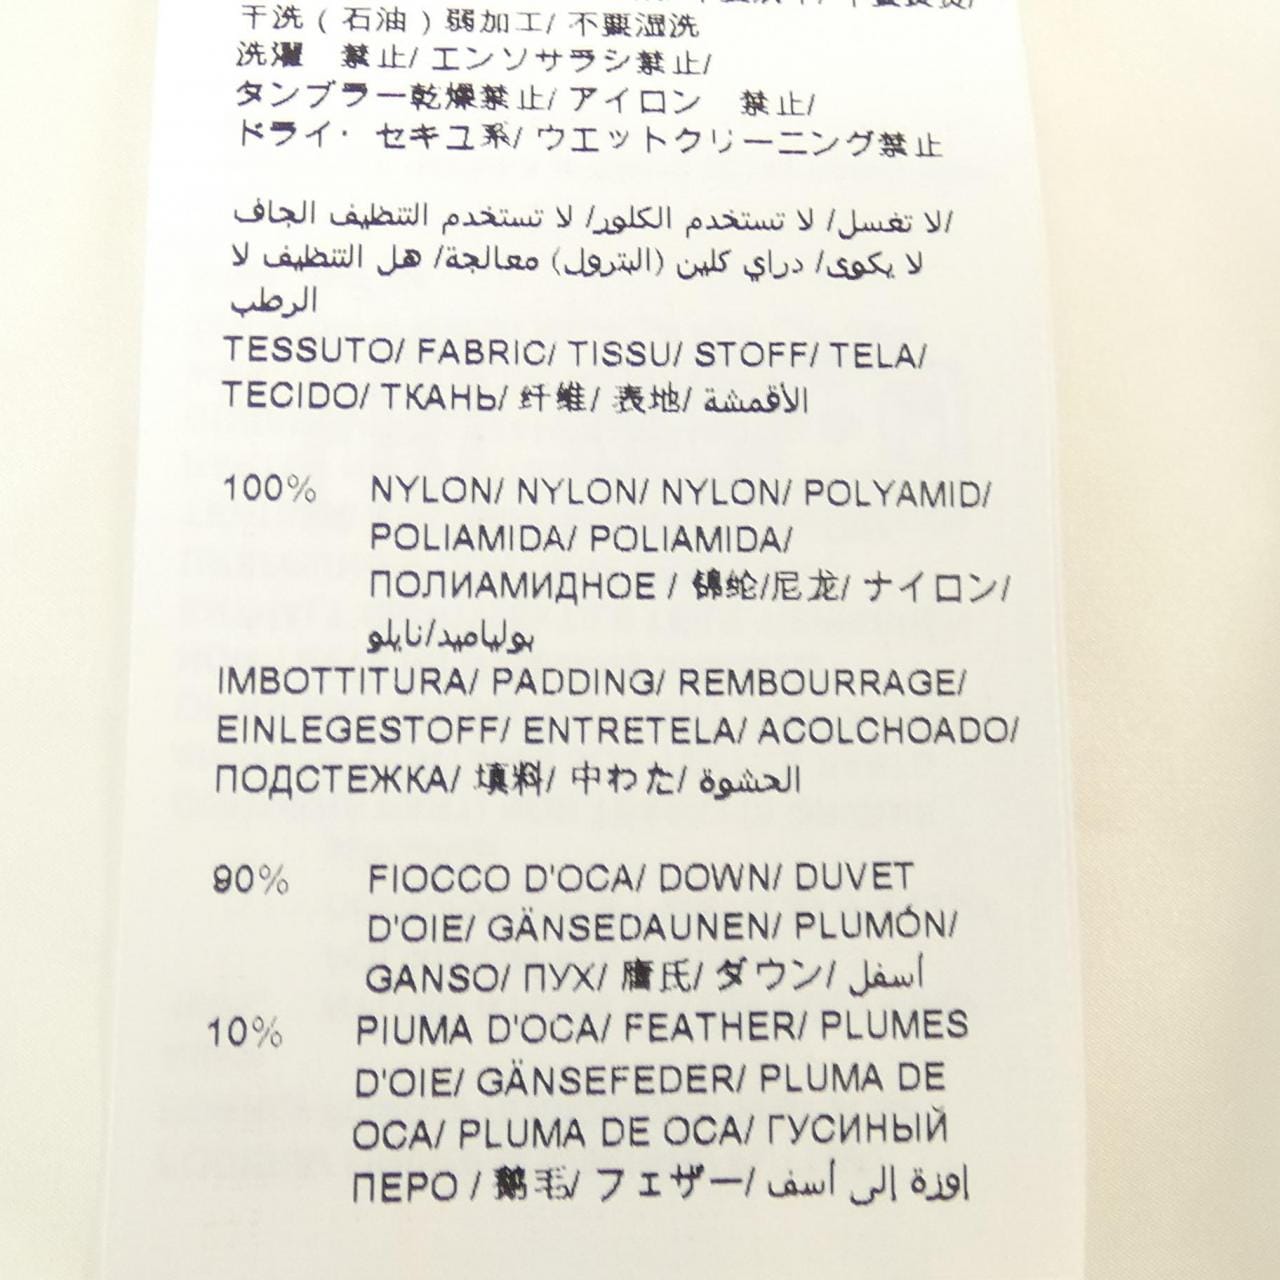 干洗 ( 石油 ) 弱加工/ 不要湿洗
洗濯 禁止/ エンソサラシ禁止/
タンブラー乾燥禁止/ アイロン 禁止/
ドライ・ セキユ系/ ウエットクリーニング禁止
لا تغسل/ لا تستخدم الكلور/ لا تستخدم التنظيف الجاف/
لا يكوى/ دراي كلين (البترول) معالجة/ هل التنظيف لا
الرطب
TESSUTO/ FABRIC/ TISSU/ STOFF/ TELA/
TECIDO/ ТКАНЬ/ 纤维/ 表地/ الأقمشة
100% NYLON/ NYLON/ NYLON/ POLYAMID/
POLIAMIDA/ POLIAMIDA/
ПОЛИАМИДНОЕ / 锦纶/尼龙/ ナイロン/
بولياميد/نايلو
IMBOTTITURA/ PADDING/ REMBOURRAGE/
EINLEGESTOFF/ ENTRETELA/ ACOLCHOADO/
ПОДСТЕЖКА/ 填料/ 中わた/ الحشوة
90% FIOCCO D'OCA/ DOWN/ DUVET
D'OIE/ GÄNSEDAUNEN/ PLUMÓN/
GANSO/ ПУХ/ 鹰氏/ ダウン/ أسفل
10% PIUMA D'OCA/ FEATHER/ PLUMES
D'OIE/ GÄNSEFEDER/ PLUMA DE
OCA/ PLUMA DE OCA/ ГУСИНЫЙ
ПЕРО / 鹅毛/ フェザー/ اوزة إلى أسف